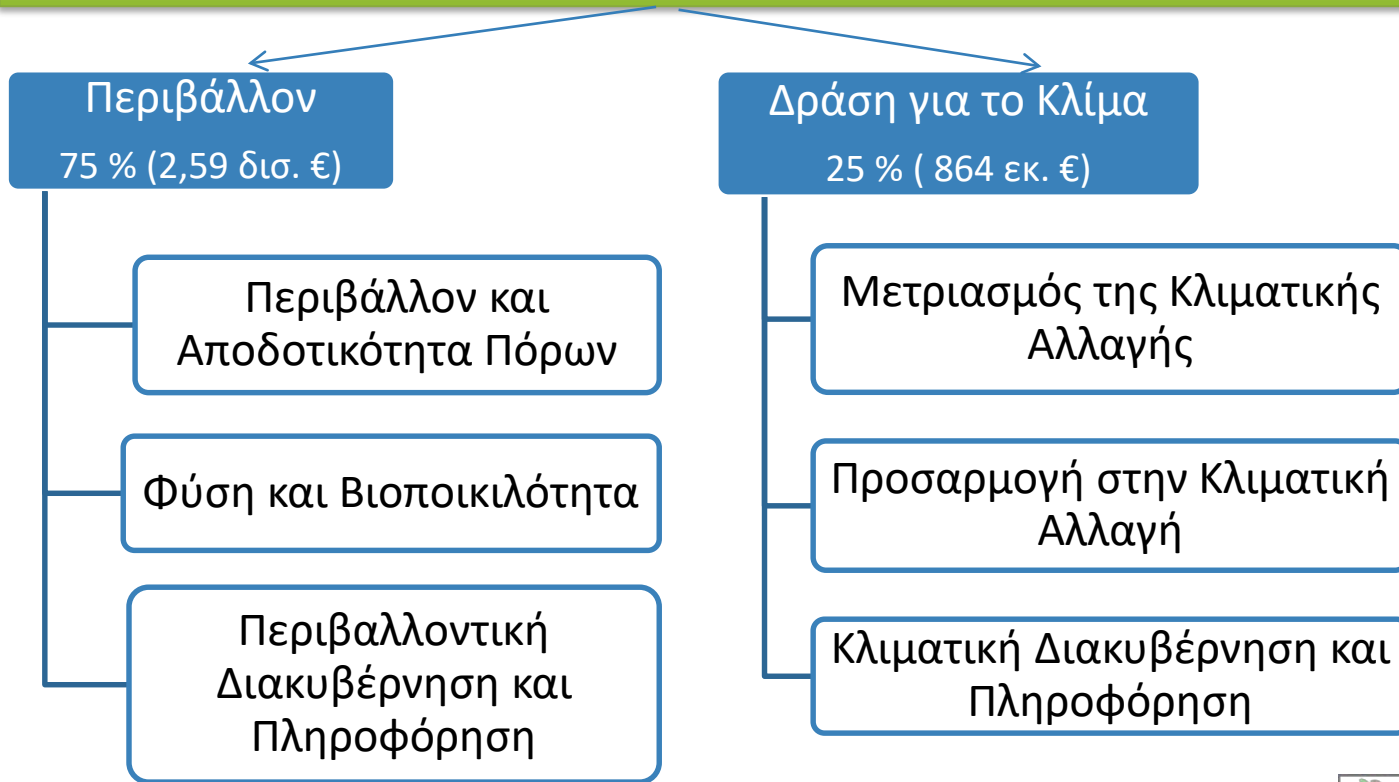 Περιβάλλον
75 % (2,59 δισ. €)
Περιβάλλον και
Αποδοτικότητα Πόρων
Φύση και Βιοποικιλότητα
Περιβαλλοντική
Διακυβέρνηση και
Πληροφόρηση
Δράση για το Κλίμα
25 % ( 864 εκ. €)
Μετριασμός της Κλιματικής
Αλλαγής
Προσαρμογή στην Κλιματική
Αλλαγή
Κλιματική Διακυβέρνηση και
Πληροφόρηση